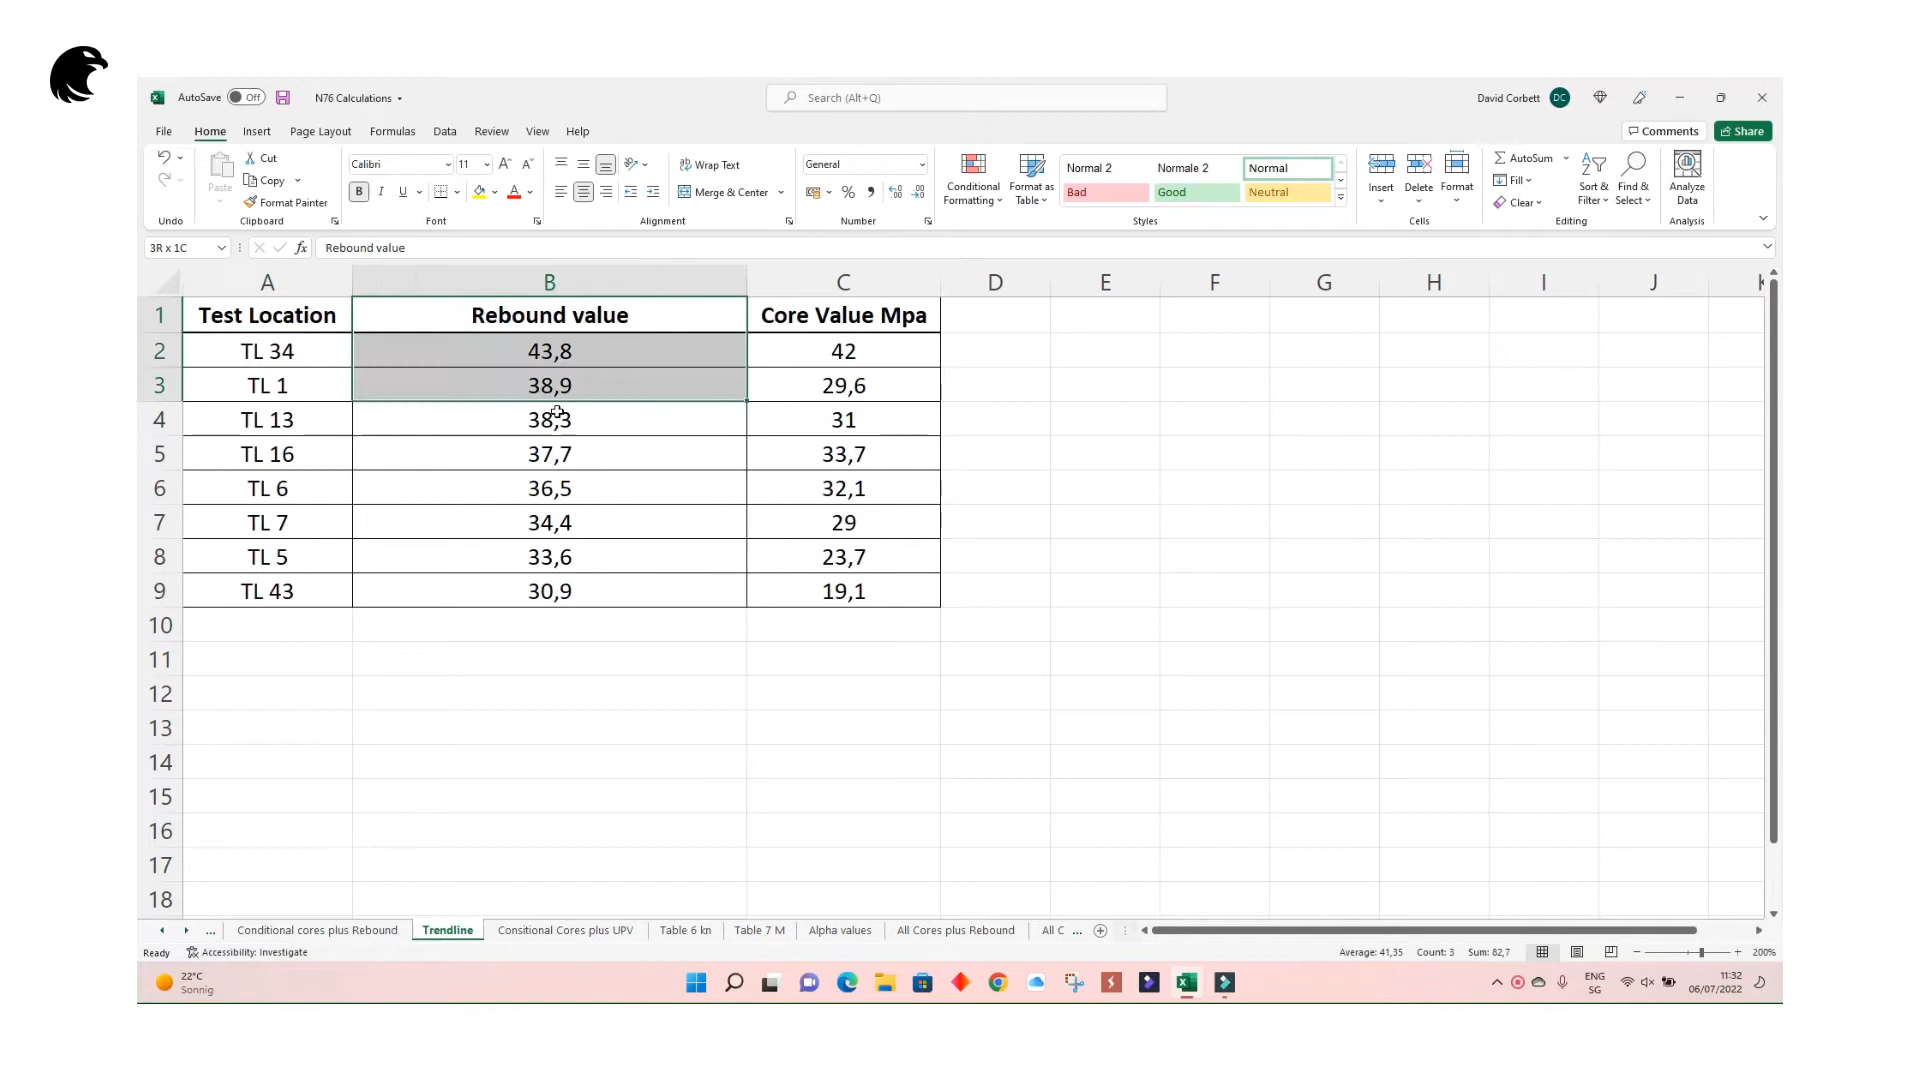 AutoSave Off N76 Calculations Search (Alt+Q) David Corbett DC
File Home Insert Page Layout Formulas Data Review View Help Comments Share
Paste Cut Copy Format Painter
Calibri 11
Wrap Text
Merge & Center
General
Conditional Formatting
Format as Table
Normal 2 Normale 2 Normal
Bad Good Neutral
Insert Delete Format
AutoSum
Fill
Clear
Sort & Filter
Find & Select
Analyze Data
Undo Clipboard Font Alignment Number Styles Cells Editing Analysis
3R x 1C fx Rebound value
A B C D E F G H I J K
1 Test Location Rebound value Core Value Mpa
2 TL 34 43,8 42
3 TL 1 38,9 29,6
4 TL 13 38,3 31
5 TL 16 37,7 33,7
6 TL 6 36,5 32,1
7 TL 7 34,4 29
8 TL 5 33,6 23,7
9 TL 43 30,9 19,1
10
11
12
13
14
15
16
17
18
... Conditional cores plus Rebound Trendline Consitional Cores plus UPV Table 6 kn Table 7 M Alpha values All Cores plus Rebound All C ...
Ready Accessibility: Investigate Average: 41,35 Count: 3 Sum: 82,7 200%
22°C
Sonnig
ENG
SG
11:32
06/07/2022